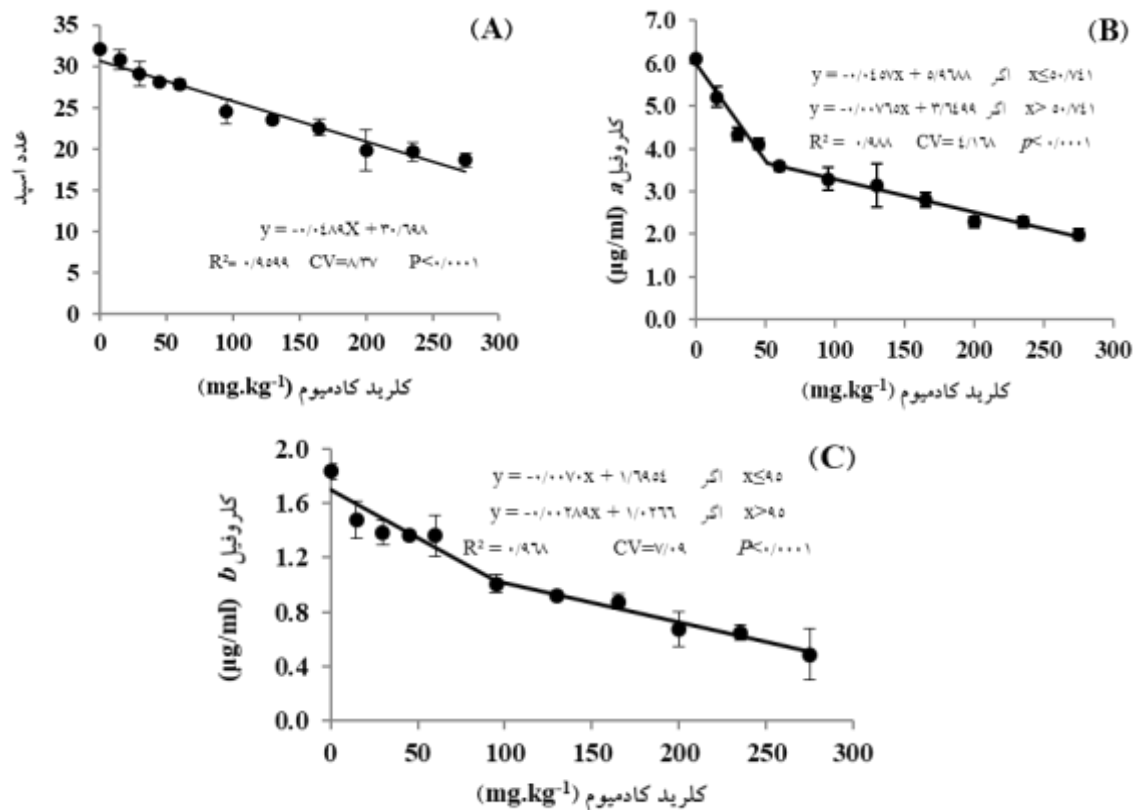 (A)
35
30
25
20
15
10
5
0
عدد اسپد
y = -۰/۰۴۸۹X + ۳۰/۶۹۸
R²= ۰/۹۵۹۹ CV=۸/۳۷ P<۰/۰۰۰۱
0 50 100 150 200 250 300
کلرید کادمیوم (mg.kg⁻¹)
(B)
7.0
6.0
5.0
4.0
3.0
2.0
1.0
0.0
کلروفیل a (µg/ml)
y = -۰/۰۴۵۷x + ۵/۹۶۸۸ اگر x≤۵۰/۷۴۱
y = -۰/۰۰۷۶۵x + ۳/۶۴۹۹ اگر x> ۵۰/۷۴۱
R² = ۰/۹۸۸ CV= ۴/۱۶۸ p< ۰/۰۰۰۱
0 50 100 150 200 250 300
کلرید کادمیوم (mg.kg⁻¹)
(C)
2.0
1.6
1.2
0.8
0.4
0.0
کلروفیل b (µg/ml)
y = -۰/۰۰۷۰x + ۱/۶۹۵۴ اگر x≤۹۵
y = -۰/۰۰۲۸۹x + ۱/۰۲۶۶ اگر x>۹۵
R² = ۰/۹۶۸ CV=۷/۰۹ P<۰/۰۰۰۱
0 50 100 150 200 250 300
کلرید کادمیوم (mg.kg⁻¹)